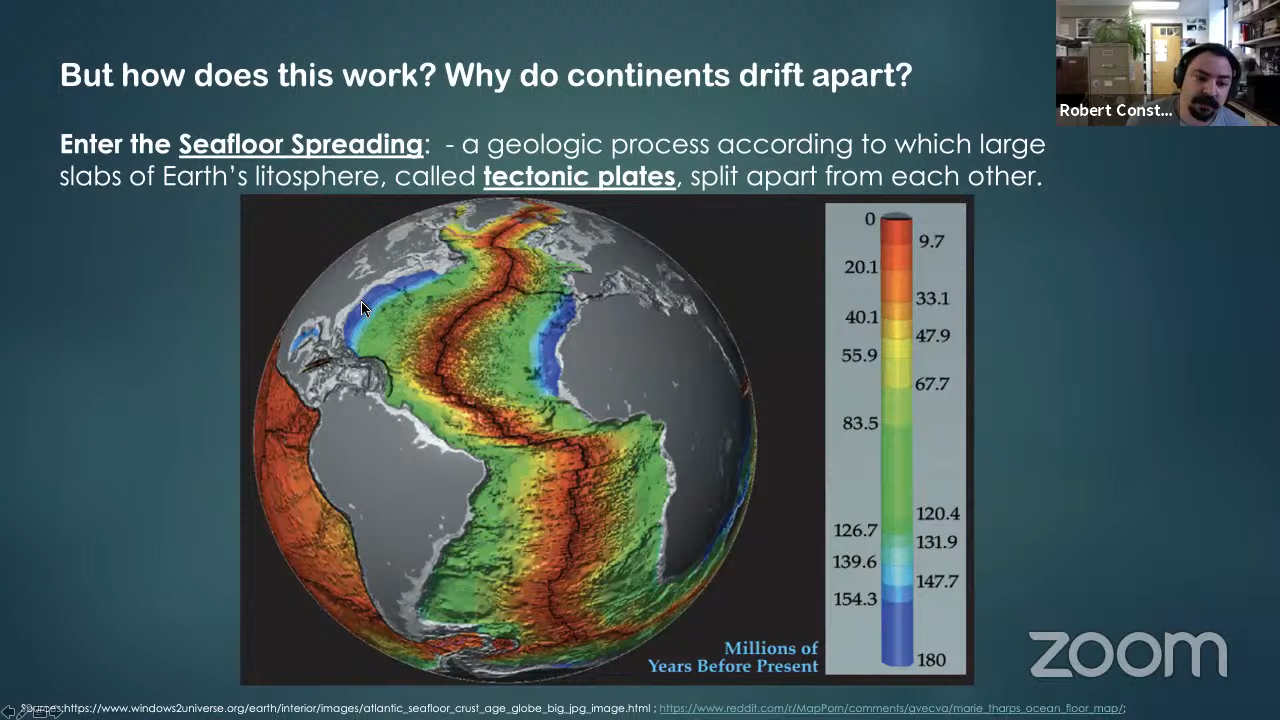 But how does this work? Why do continents drift apart?
Robert Const...
Enter the Seafloor Spreading:  - a geologic process according to which large
slabs of Earth’s litosphere, called tectonic plates, split apart from each other.
0
9.7
20.1
33.1
40.1
47.9
55.9
67.7
83.5
120.4
126.7
131.9
139.6
147.7
154.3
180
Millions of
Years Before Present
zoom
Sources:https://www.windows2universe.org/earth/interior/images/atlantic_seafloor_crust_age_globe_big_jpg_image.html ; https://www.reddit.com/r/MapPorn/comments/avecva/marie_tharps_ocean_floor_map/;